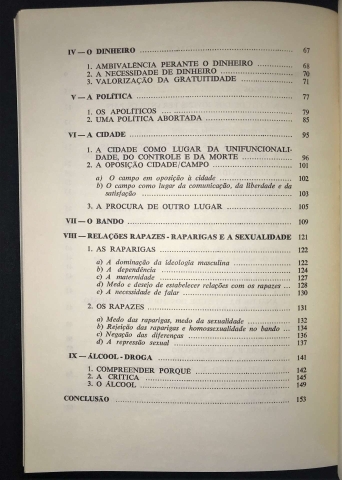 IV — O DINHEIRO ........ 67
1. AMBIVALÊNCIA PERANTE O DINHEIRO ........ 68
2. A NECESSIDADE DE DINHEIRO ........ 70
3. VALORIZAÇÃO DA GRATUITIDADE ........ 71
V — A POLÍTICA ........ 77
1. OS APOLÍTICOS ........ 79
2. UMA POLÍTICA ABORTADA ........ 85
VI — A CIDADE ........ 95
1. A CIDADE COMO LUGAR DA UNIFUNCIONALI-
DADE, DO CONTROLE E DA MORTE ........ 96
2. A OPOSIÇÃO CIDADE/CAMPO ........ 101
a) O campo em oposição à cidade ........ 102
b) O campo como lugar da comunicação, da liberdade e da
satisfação ........ 103
3. A PROCURA DE OUTRO LUGAR ........ 105
VII — O BANDO ........ 109
VIII — RELAÇÕES RAPAZES - RAPARIGAS E A SEXUALIDADE 121
1. AS RAPARIGAS ........ 122
a) A dominação da ideologia masculina ........ 122
b) A dependência ........ 124
c) A maternidade ........ 127
d) Medo e desejo de estabelecer relações com os rapazes ... 128
e) A necessidade de falar ........ 130
2. OS RAPAZES ........ 131
a) Medo das raparigas, medo da sexualidade ........ 132
b) Rejeição das raparigas e homossexualidade no bando ... 134
c) Negação das diferenças ........ 136
d) A repressão sexual ........ 137
IX — ÁLCOOL - DROGA ........ 141
1. COMPREENDER PORQUÊ ........ 142
2. A CRÍTICA ........ 145
3. O ÁLCOOL ........ 149
CONCLUSÃO ........ 153